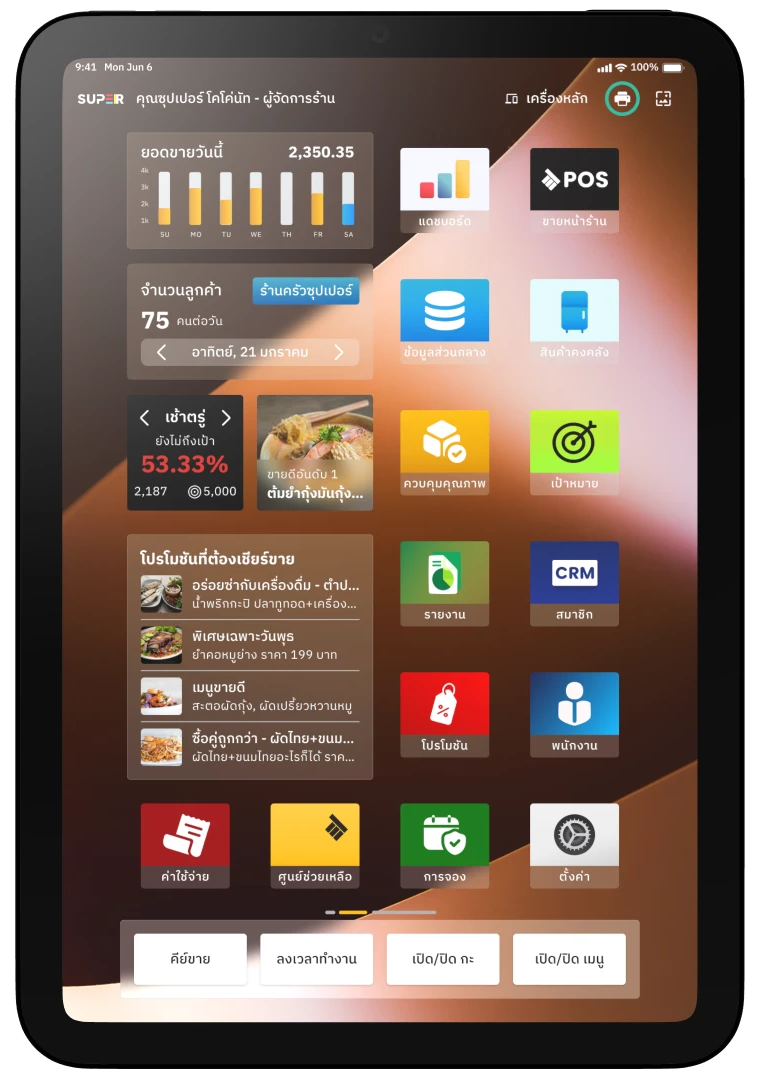 9:41 Mon Jun 6
100%
SUPER คุณซุปเปอร์ โคโค่นัท - ผู้จัดการร้าน
เครื่องหลัก
ยอดขายวันนี้ 2,350.35
4k
3k
2k
1k
SU MO TU WE TH FR SA
แดชบอร์ด
POS
ขายหน้าร้าน
จำนวนลูกค้า
ร้านครัวซุปเปอร์
75 คนต่อวัน
อาทิตย์, 21 มกราคม
ข้อมูลส่วนกลาง
สินค้าคงคลัง
เช้าตรู่
ยังไม่ถึงเป้า
53.33%
2,187 5,000
ขายดีอันดับ 1
ต้มยำกุ้งมันกุ้ง...
ควบคุมคุณภาพ
เป้าหมาย
โปรโมชันที่ต้องเชียร์ขาย
อร่อยซ่ากับเครื่องดื่ม - ตำป...
น้ำพริกกะปิ ปลาทูทอด+เครื่อง...
พิเศษเฉพาะวันพุธ
ยำคอหมูย่าง ราคา 199 บาท
เมนูขายดี
สะตอผัดกุ้ง, ผัดเปรี้ยวหวานหมู
ซื้อคู่ถูกกว่า - ผัดไทย+ขนม...
ผัดไทย+ขนมไทยอะไรก็ได้ ราค...
รายงาน
CRM
สมาชิก
โปรโมชัน
พนักงาน
ค่าใช้จ่าย
ศูนย์ช่วยเหลือ
การจอง
ตั้งค่า
คีย์ขาย
ลงเวลาทำงาน
เปิด/ปิด กะ
เปิด/ปิด เมนู